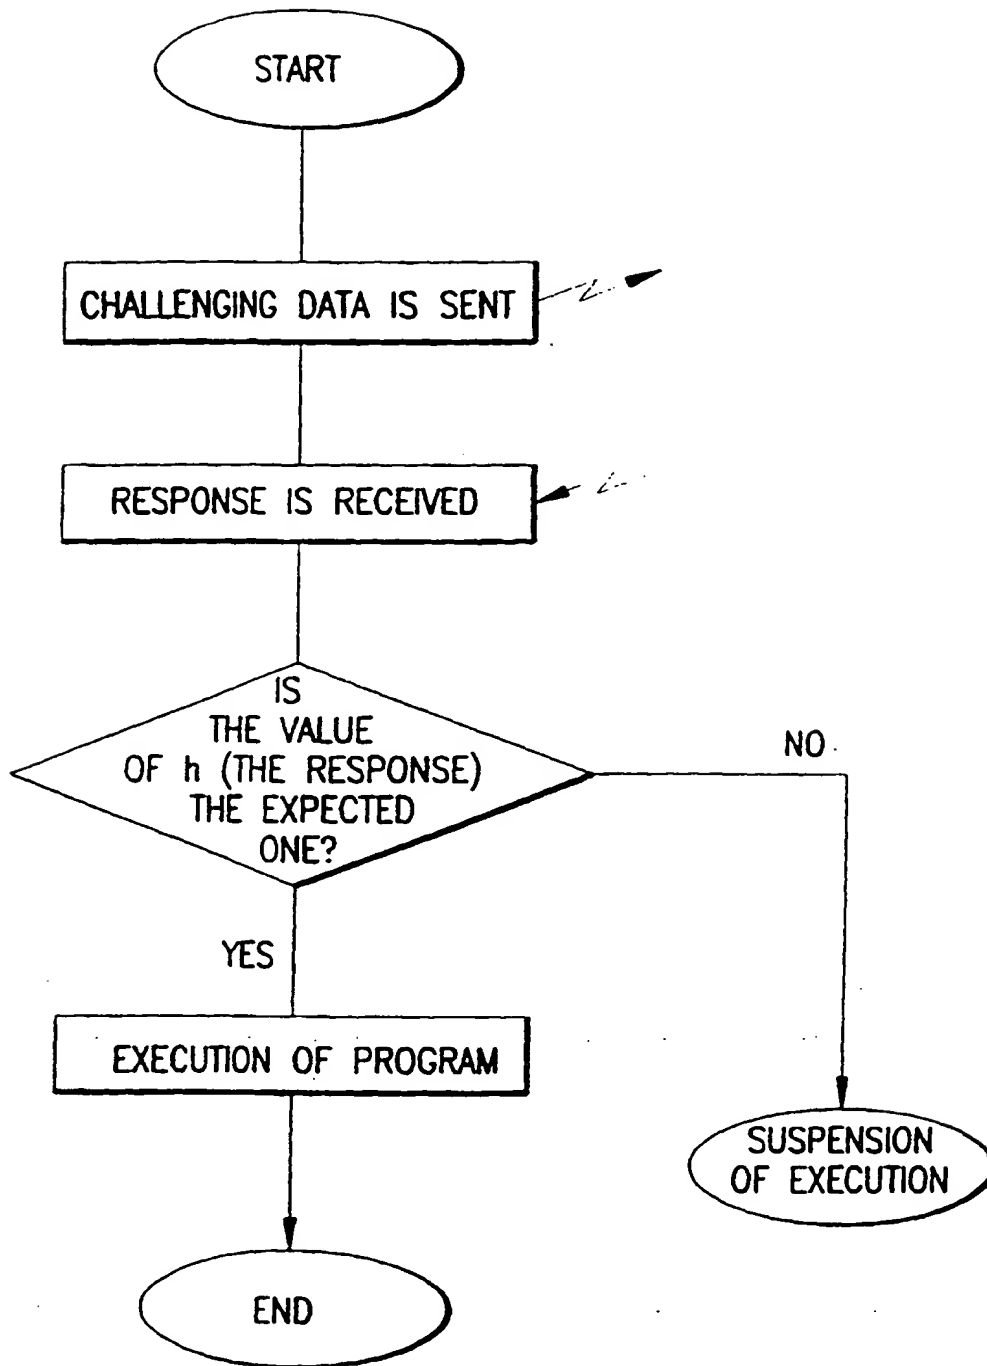 START
CHALLENGING DATA IS SENT
RESPONSE IS RECEIVED
IS
THE VALUE
OF h (THE RESPONSE)
THE EXPECTED
ONE?
NO
YES
EXECUTION OF PROGRAM
SUSPENSION
OF EXECUTION
END